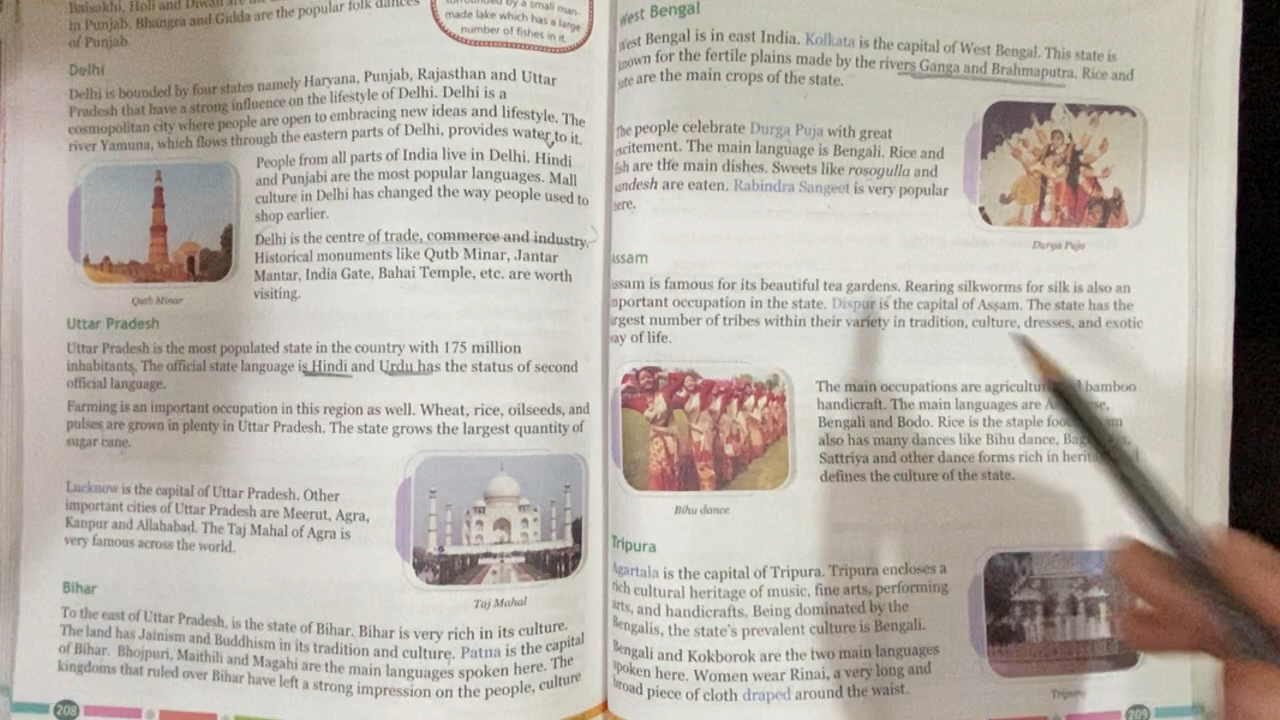 Baisakhi, Holi and Diwali are the
in Punjab. Bhangra and Gidda are the popular folk dances
of Punjab.
surrounded by a small man-
made lake which has a large
number of fishes in it.
Delhi
Delhi is bounded by four states namely Haryana, Punjab, Rajasthan and Uttar
Pradesh that have a strong influence on the lifestyle of Delhi. Delhi is a
cosmopolitan city where people are open to embracing new ideas and lifestyle. The
river Yamuna, which flows through the eastern parts of Delhi, provides water to it.
People from all parts of India live in Delhi. Hindi
and Punjabi are the most popular languages. Mall
culture in Delhi has changed the way people used to
shop earlier.
Delhi is the centre of trade, commerce and industry.
Historical monuments like Qutb Minar, Jantar
Mantar, India Gate, Bahai Temple, etc. are worth
visiting.
Qutb Minar
Uttar Pradesh
Uttar Pradesh is the most populated state in the country with 175 million
inhabitants. The official state language is Hindi and Urdu has the status of second
official language.
Farming is an important occupation in this region as well. Wheat, rice, oilseeds, and
pulses are grown in plenty in Uttar Pradesh. The state grows the largest quantity of
sugar cane.
Lucknow is the capital of Uttar Pradesh. Other
important cities of Uttar Pradesh are Meerut, Agra,
Kanpur and Allahabad. The Taj Mahal of Agra is
very famous across the world.
Taj Mahal
Bihar
To the east of Uttar Pradesh, is the state of Bihar. Bihar is very rich in its culture.
The land has Jainism and Buddhism in its tradition and culture. Patna is the capital
of Bihar. Bhojpuri, Maithili and Magahi are the main languages spoken here. The
kingdoms that ruled over Bihar have left a strong impression on the people, culture
208
West Bengal
West Bengal is in east India. Kolkata is the capital of West Bengal. This state is
known for the fertile plains made by the rivers Ganga and Brahmaputra. Rice and
jute are the main crops of the state.
The people celebrate Durga Puja with great
excitement. The main language is Bengali. Rice and
fish are the main dishes. Sweets like rosogulla and
sandesh are eaten. Rabindra Sangeet is very popular
here.
Durga Puja
Assam
Assam is famous for its beautiful tea gardens. Rearing silkworms for silk is also an
important occupation in the state. Dispur is the capital of Assam. The state has the
largest number of tribes within their variety in tradition, culture, dresses, and exotic
way of life.
The main occupations are agriculture bamboo
handicraft. The main languages are
Bengali and Bodo. Rice is the staple
also has many dances like Bihu dance,
Sattriya and other dance forms rich in
defines the culture of the state.
Bihu dance
Tripura
Agartala is the capital of Tripura. Tripura encloses a
rich cultural heritage of music, fine arts, performing
arts, and handicrafts. Being dominated by the
Bengalis, the state's prevalent culture is Bengali.
Bengali and Kokborok are the two main languages
spoken here. Women wear Rinai, a very long and
broad piece of cloth draped around the waist.
Tripura
209